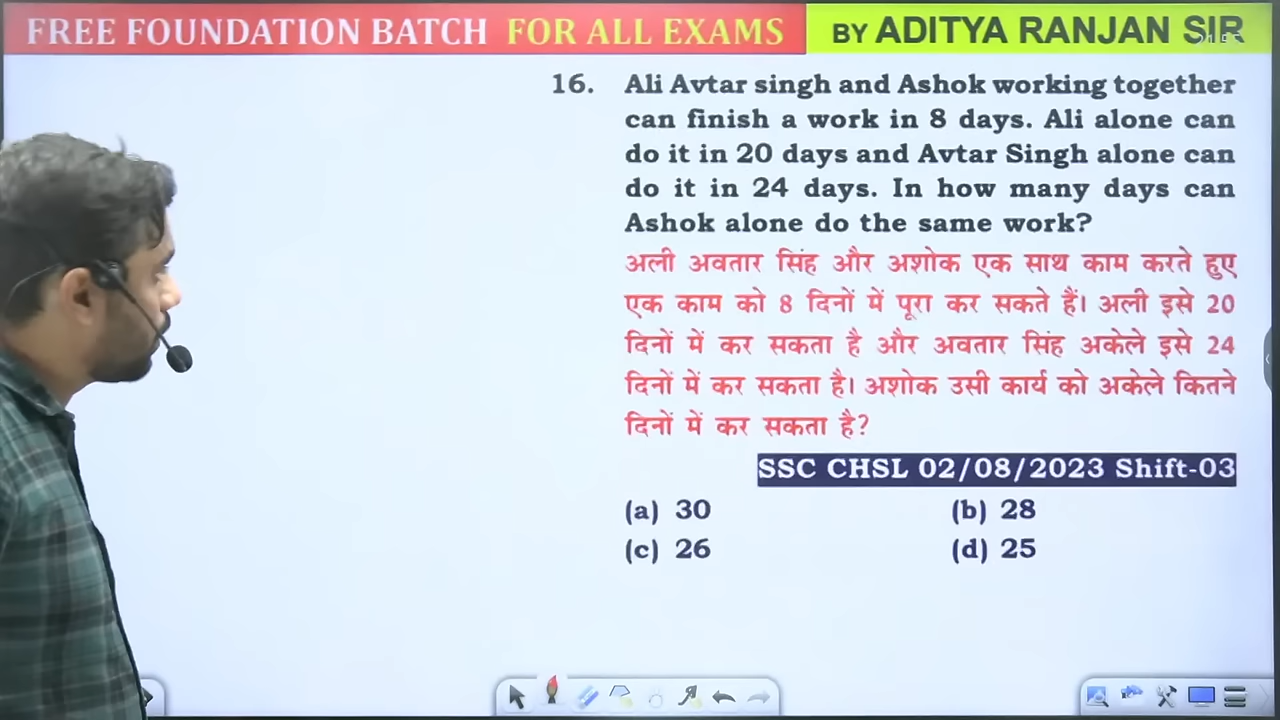 FREE FOUNDATION BATCH FOR ALL EXAMS
BY ADITYA RANJAN SIR
16. Ali Avtar singh and Ashok working together
can finish a work in 8 days. Ali alone can
do it in 20 days and Avtar Singh alone can
do it in 24 days. In how many days can
Ashok alone do the same work?
अली अवतार सिंह और अशोक एक साथ काम करते हुए
एक काम को 8 दिनों में पूरा कर सकते हैं। अली इसे 20
दिनों में कर सकता है और अवतार सिंह अकेले इसे 24
दिनों में कर सकता है। अशोक उसी कार्य को अकेले कितने
दिनों में कर सकता है?
SSC CHSL 02/08/2023 Shift-03
(a) 30 (b) 28
(c) 26 (d) 25